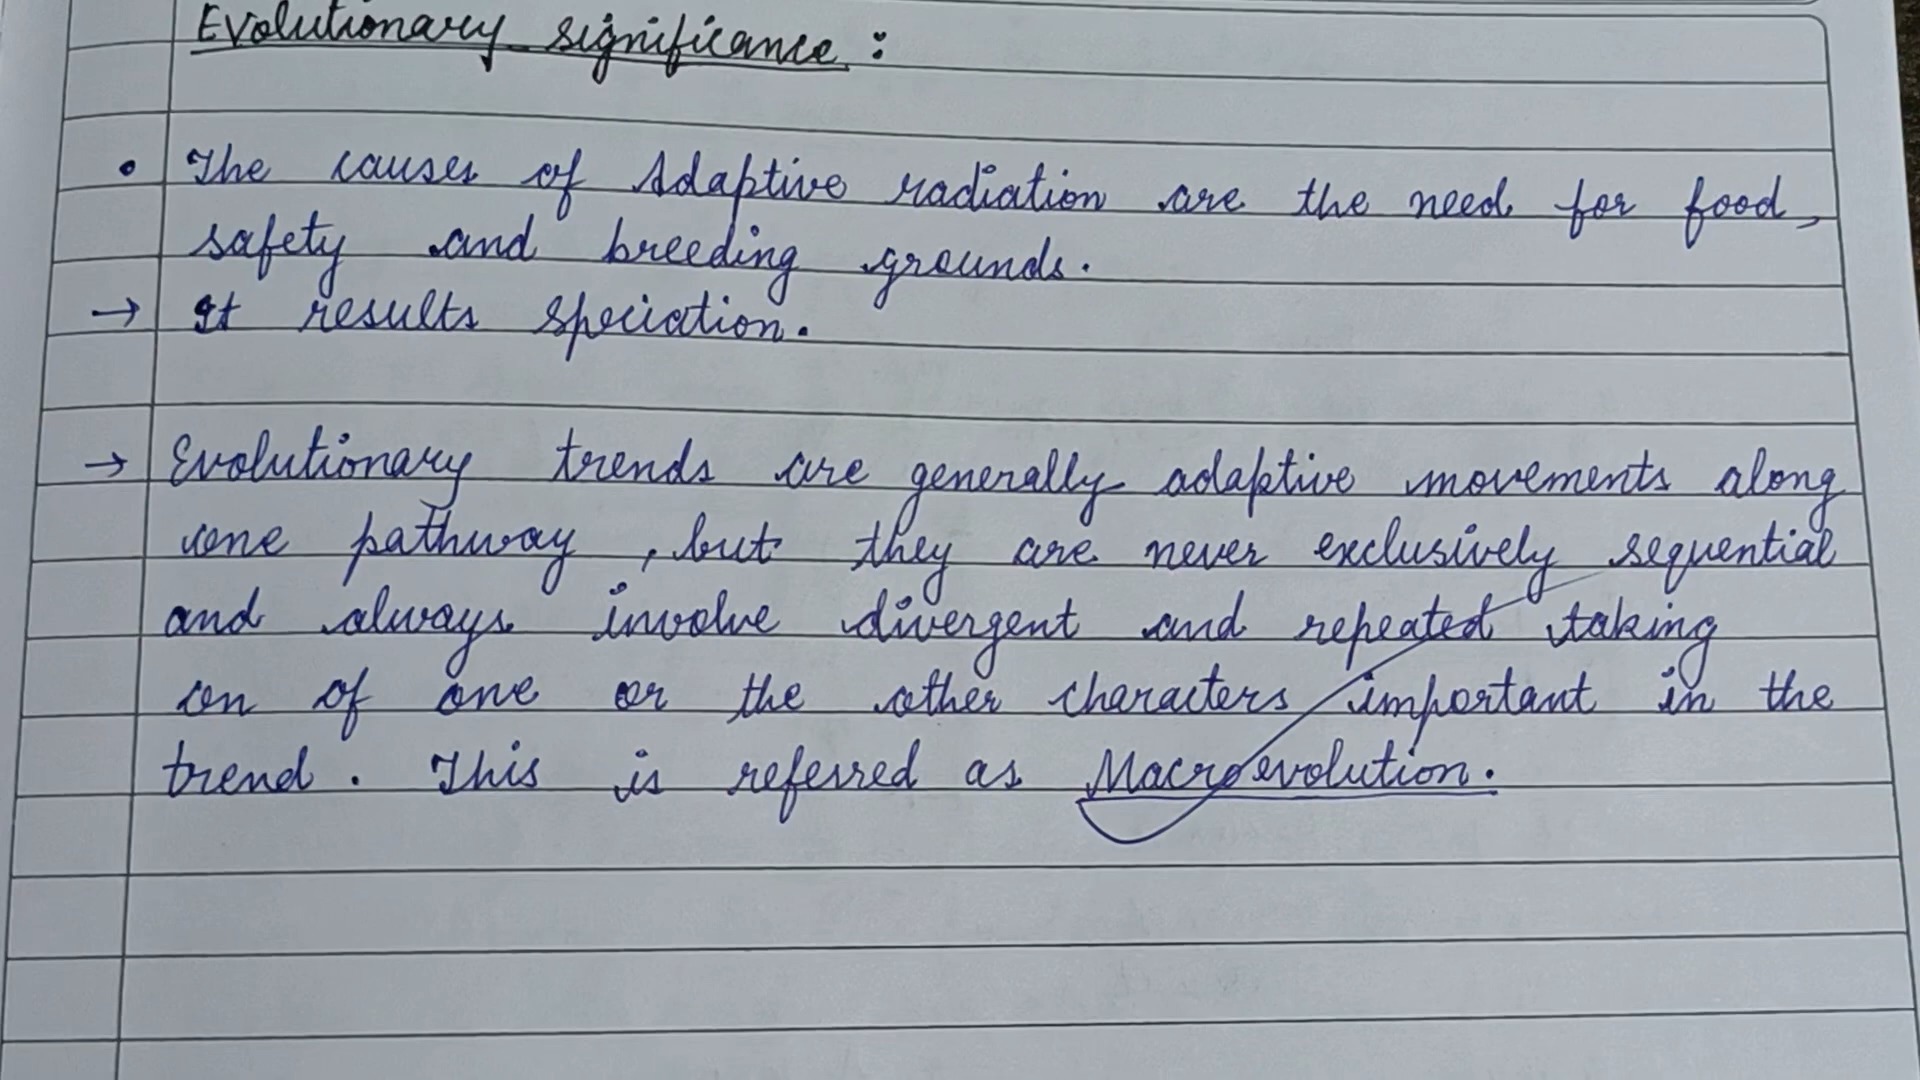 Evolutionary significance :
• The causes of Adaptive radiation are the need for food,
safety and breeding grounds.
→ It results speciation.
→ Evolutionary trends are generally adaptive movements along
one pathway, but they are never exclusively sequential
and always involve divergent and repeated taking
on of one or the other characters important in the
trend. This is referred as Macroevolution.